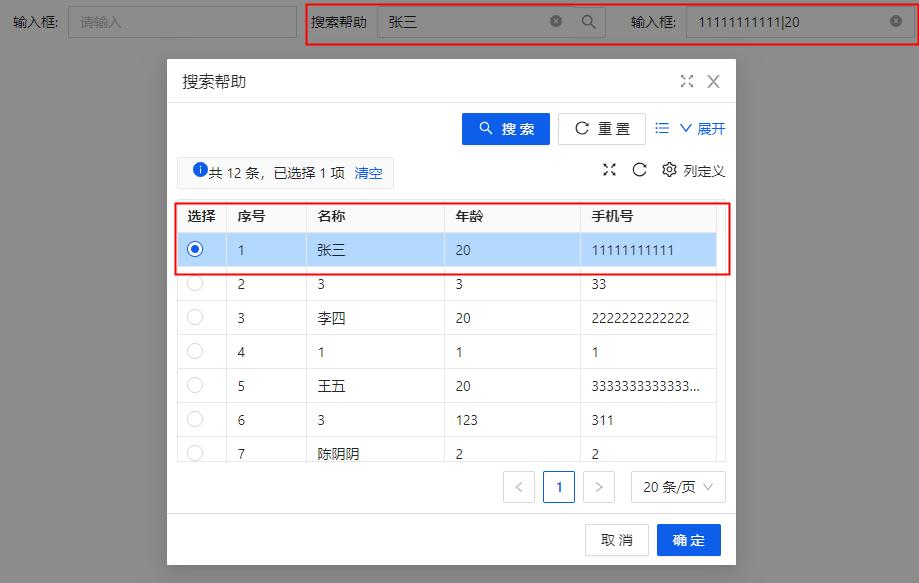 输入框: 请输入 搜索帮助 张三 输入框: 11111111111|20
搜索帮助
搜索 重置 展开
共 12 条，已选择 1 项 清空 列定义
选择 序号 名称 年龄 手机号
1 张三 20 11111111111
2 3 3 33
3 李四 20 2222222222222
4 1 1 1
5 王五 20 3333333333333...
6 3 123 311
7 陈阴阴 2 2
< 1 > 20 条/页
取消 确定